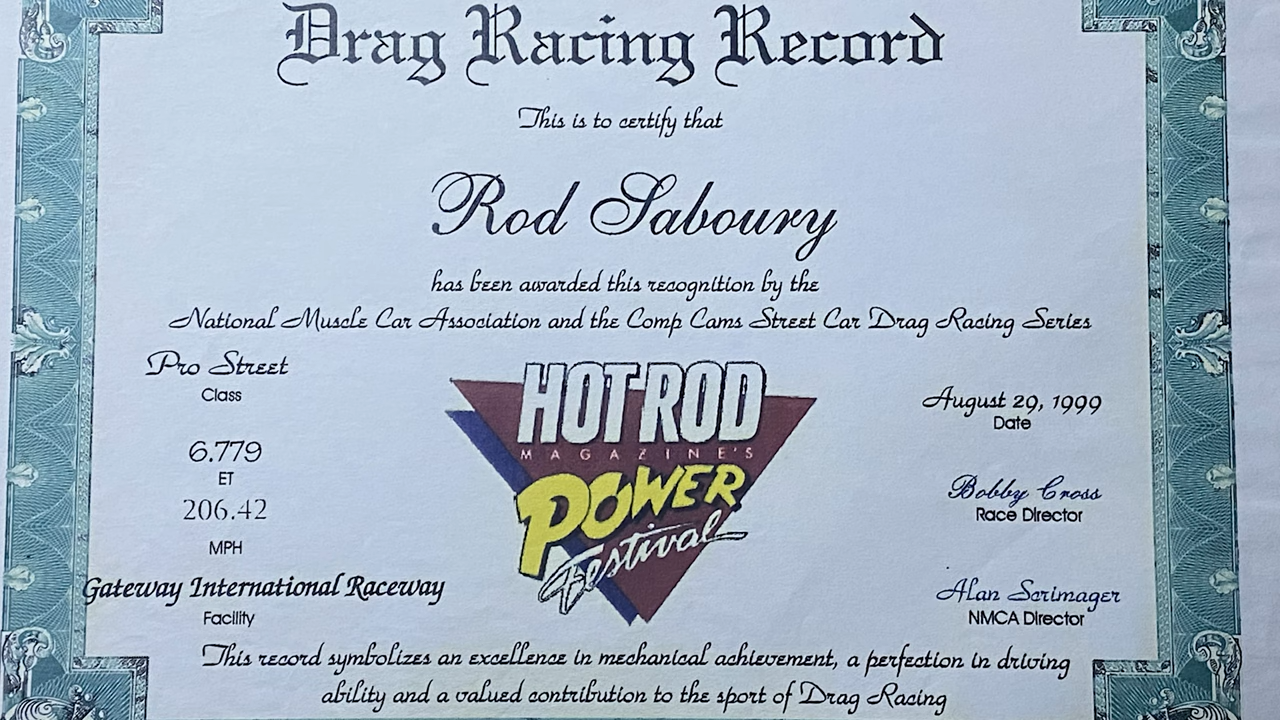 Drag Racing Record
This is to certify that
Rod Saboury
has been awarded this recognition by the
National Muscle Car Association and the Comp Cams Street Car Drag Racing Series
Pro Street
Class
6.779
ET
206.42
MPH
Gateway International Raceway
Facility
HOT ROD
MAGAZINE'S
POWER
Festival
August 29, 1999
Date
Bobby Cross
Race Director
Alan Scrimager
NMCA Director
This record symbolizes an excellence in mechanical achievement, a perfection in driving
ability and a valued contribution to the sport of Drag Racing